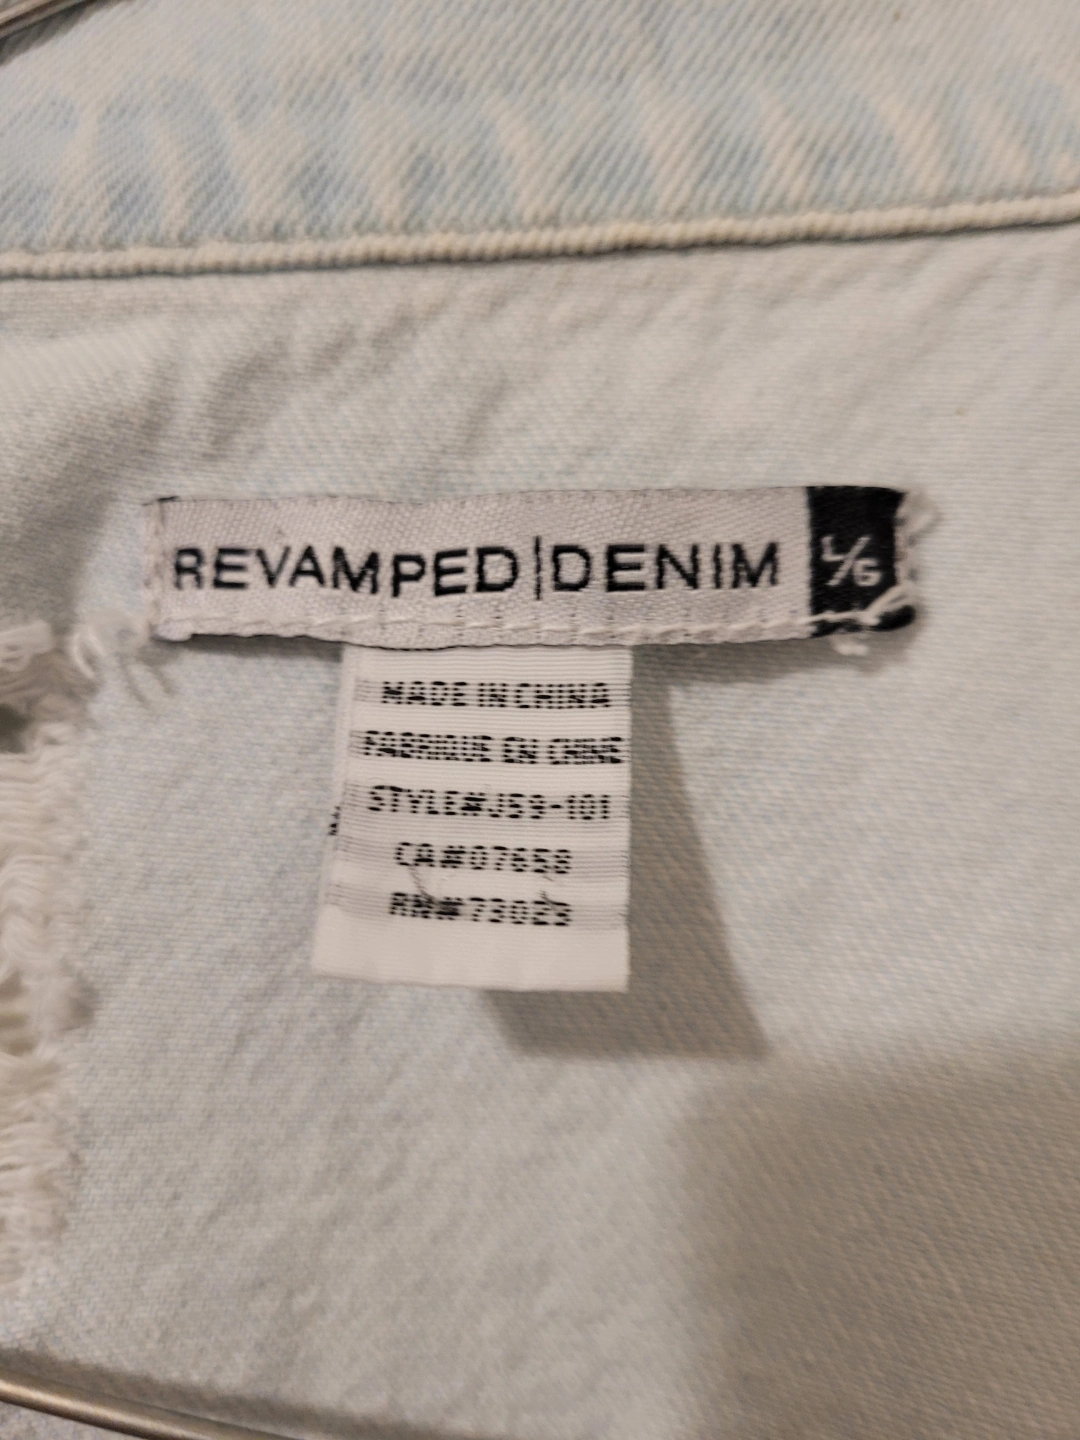 REVAMPED|DENIM L/G
MADE IN CHINA
FABRIQUE EN CHINE
STYLE#J59-101
CA#07658
RN#73023